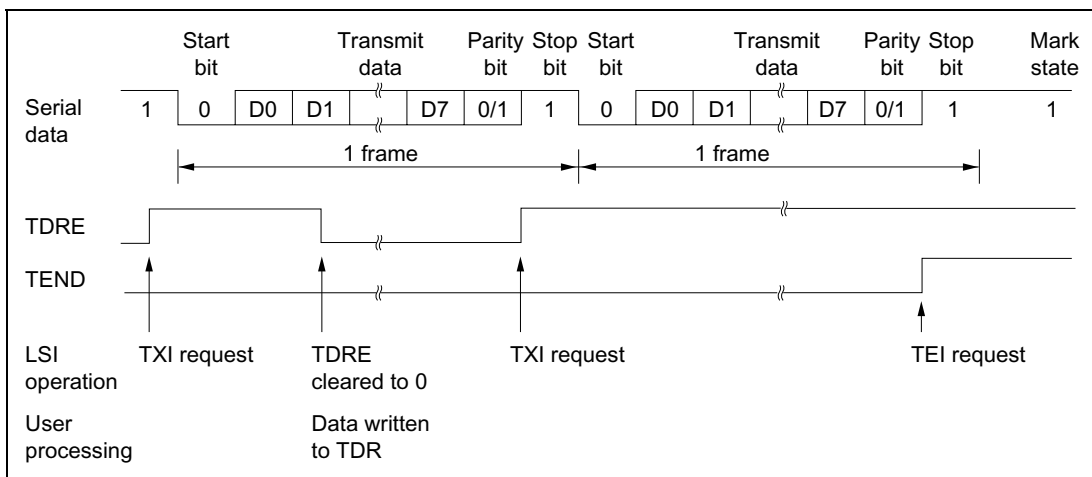 Start bit Transmit data Parity bit Stop bit Start bit Transmit data Parity bit Stop bit Mark state
Serial data 1 0 D0 D1 D7 0/1 1 0 D0 D1 D7 0/1 1 1
1 frame 1 frame
TDRE
TEND
LSI operation TXI request TDRE cleared to 0 TXI request TEI request
User processing Data written to TDR